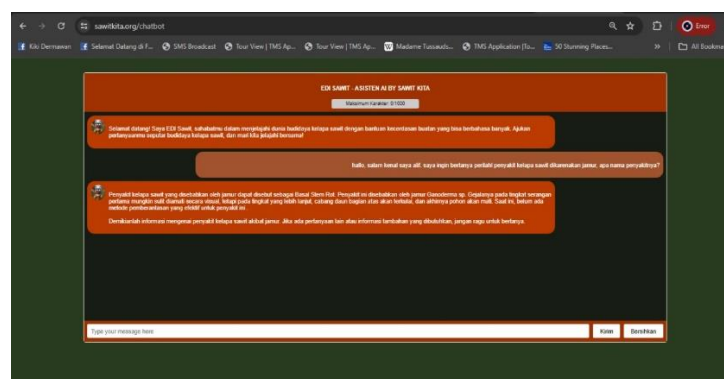 sawitkita.org/chatbot
Error
Kiki Dermawan
Selamat Datang di f...
SMS Broadcast
Tour View | TMS Ap...
Tour View | TMS Ap...
Madame Tussauds...
TMS Application |To...
50 Stunning Places...
»
All Bookma
EDI SAWIT - ASISTEN AI BY SAWIT KITA
Maksimum Karakter: 0/1000
Selamat datang! Saya EDI Sawit, sahabatmu dalam menjelajahi dunia budidaya kelapa sawit dengan bantuan kecerdasan buatan yang bisa berbahasa banyak. Ajukan
pertanyaanmu seputar budidaya kelapa sawit, dan mari kita jelajahi bersama!
hallo, salam kenal saya alif, saya ingin bertanya perihal penyakit kelapa sawit dikarenakan jamur, apa nama penyakitnya?
Penyakit kelapa sawit yang disebabkan oleh jamur dapat disebut sebagai Basal Stem Rot. Penyakit ini disebabkan oleh jamur Ganoderma sp. Gejalanya pada tingkat serangan
pertama mungkin sulit diamati secara visual, tetapi pada tingkat yang lebih lanjut, cabang daun bagian atas akan terkulai, dan akhirnya pohon akan mati. Saat ini, belum ada
metode pemberantasan yang efektif untuk penyakit ini.
Demikianlah informasi mengenai penyakit kelapa sawit akibat jamur. Jika ada pertanyaan lain atau informasi tambahan yang dibutuhkan, jangan ragu untuk bertanya.
Type your message here
Kirim
Bersihkan